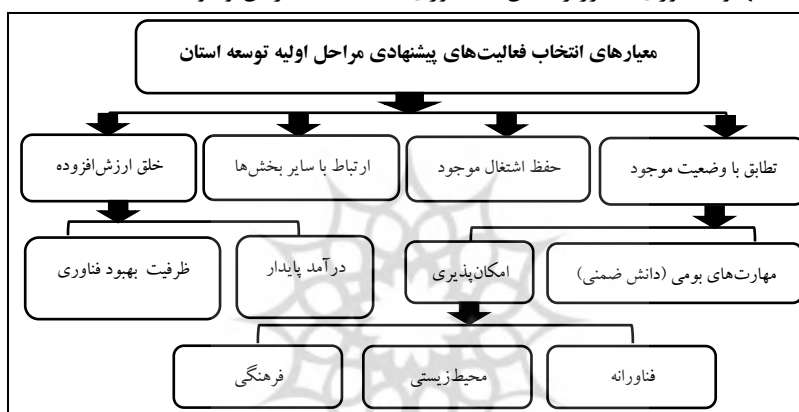 معیارهای انتخاب فعالیت‌های پیشنهادی مراحل اولیه توسعه استان
تطابق با وضعیت موجود
حفظ اشتغال موجود
ارتباط با سایر بخش‌ها
خلق ارزش‌افزوده
مهارت‌های بومی (دانش ضمنی)
امکان‌پذیری
درآمد پایدار
ظرفیت بهبود فناوری
فناورانه
محیط‌زیستی
فرهنگی